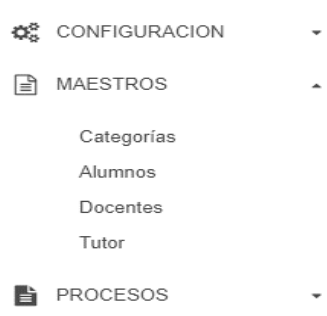 CONFIGURACION
MAESTROS
Categorías
Alumnos
Docentes
Tutor
PROCESOS